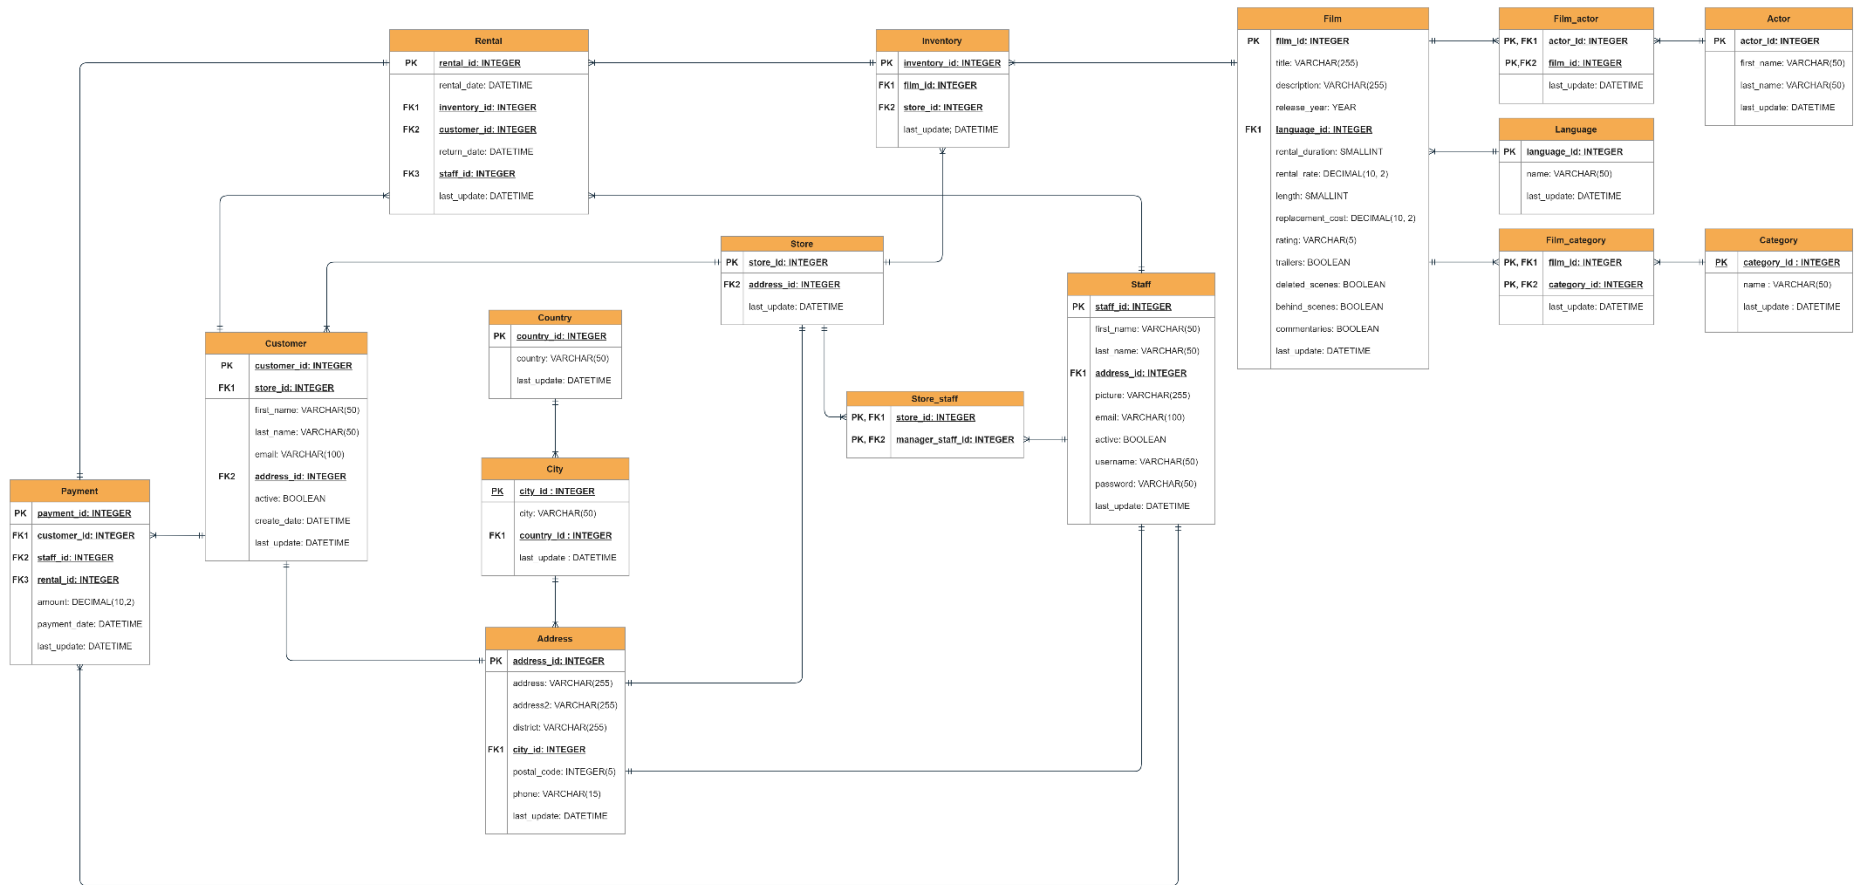 Rental
PK rental_id: INTEGER
rental_date: DATETIME
FK1 inventory_id: INTEGER
FK2 customer_id: INTEGER
return_date: DATETIME
FK3 staff_id: INTEGER
last_update: DATETIME
Inventory
PK inventory_id: INTEGER
FK1 film_id: INTEGER
FK2 store_id: INTEGER
last_update; DATETIME
Film
PK film_id: INTEGER
title: VARCHAR(255)
description: VARCHAR(255)
release_year: YEAR
FK1 language_id: INTEGER
rental_duration: SMALLINT
rental_rate: DECIMAL(10, 2)
length: SMALLINT
replacement_cost: DECIMAL(10, 2)
rating: VARCHAR(5)
trailers: BOOLEAN
deleted_scenes: BOOLEAN
behind_scenes: BOOLEAN
commentaries: BOOLEAN
last_update: DATETIME
Film_actor
PK, FK1 actor_id: INTEGER
PK,FK2 film_id: INTEGER
last_update: DATETIME
Actor
PK actor_id: INTEGER
first_name: VARCHAR(50)
last_name: VARCHAR(50)
last_update: DATETIME
Language
PK language_id: INTEGER
name: VARCHAR(50)
last_update: DATETIME
Film_category
PK, FK1 film_id: INTEGER
PK, FK2 category_id: INTEGER
last_update: DATETIME
Category
PK category_id : INTEGER
name : VARCHAR(50)
last_update : DATETIME
Store
PK store_id: INTEGER
FK2 address_id: INTEGER
last_update: DATETIME
Staff
PK staff_id: INTEGER
first_name: VARCHAR(50)
last_name: VARCHAR(50)
FK1 address_id: INTEGER
picture: VARCHAR(255)
email: VARCHAR(100)
active: BOOLEAN
username: VARCHAR(50)
password: VARCHAR(50)
last_update: DATETIME
Country
PK country_id: INTEGER
country: VARCHAR(50)
last_update: DATETIME
Customer
PK customer_id: INTEGER
FK1 store_id: INTEGER
first_name: VARCHAR(50)
last_name: VARCHAR(50)
email: VARCHAR(100)
FK2 address_id: INTEGER
active: BOOLEAN
create_date: DATETIME
last_update: DATETIME
Store_staff
PK, FK1 store_id: INTEGER
PK, FK2 manager_staff_id: INTEGER
City
PK city_id : INTEGER
city: VARCHAR(50)
FK1 country_id : INTEGER
last_update : DATETIME
Payment
PK payment_id: INTEGER
FK1 customer_id: INTEGER
FK2 staff_id: INTEGER
FK3 rental_id: INTEGER
amount: DECIMAL(10,2)
payment_date: DATETIME
last_update: DATETIME
Address
PK address_id: INTEGER
address: VARCHAR(255)
address2: VARCHAR(255)
district: VARCHAR(255)
FK1 city_id: INTEGER
postal_code: INTEGER(5)
phone: VARCHAR(15)
last_update: DATETIME